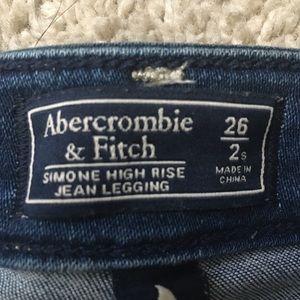 Abercrombie
& Fitch
SIMONE HIGH RISE
JEAN LEGGING
26
2s
MADE IN
CHINA